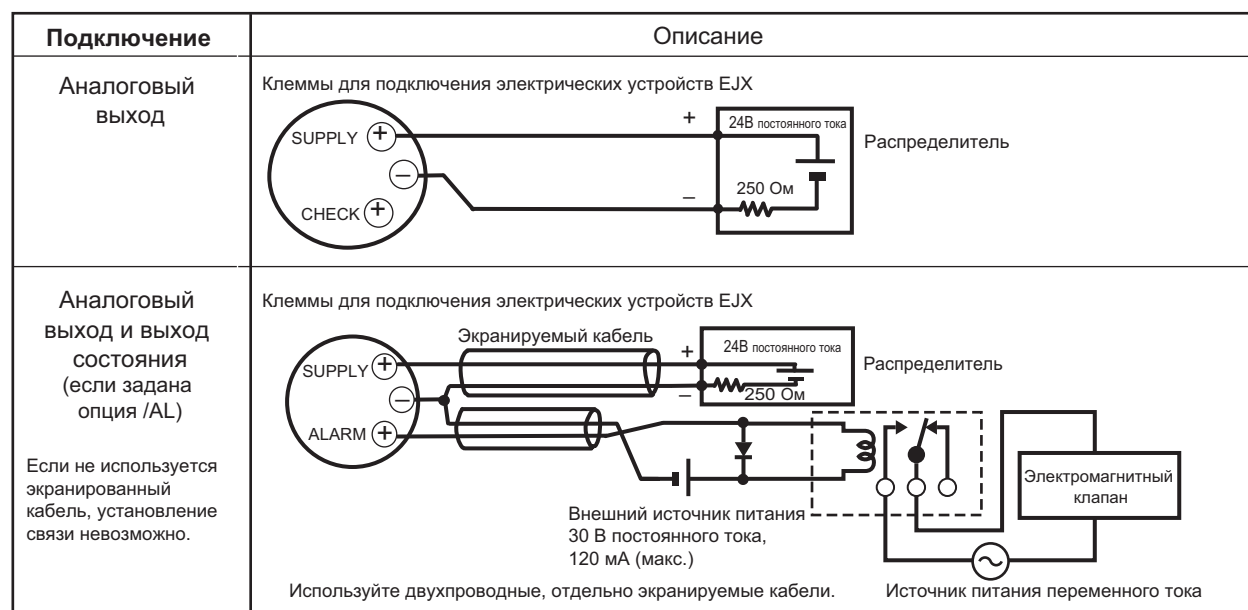 Подключение
Описание
Аналоговый
выход
Клеммы для подключения электрических устройств EJX
SUPPLY +
–
CHECK +
+
–
24В постоянного тока
250 Ом
Распределитель
Аналоговый
выход и выход
состояния
(если задана
опция /AL)
Если не используется
экранированный
кабель, установление
связи невозможно.
Клеммы для подключения электрических устройств EJX
Экранируемый кабель
SUPPLY +
–
ALARM +
+
–
24В постоянного тока
250 Ом
Распределитель
Внешний источник питания
30 В постоянного тока,
120 мА (макс.)
Электромагнитный
клапан
Используйте двухпроводные, отдельно экранируемые кабели.
Источник питания переменного тока